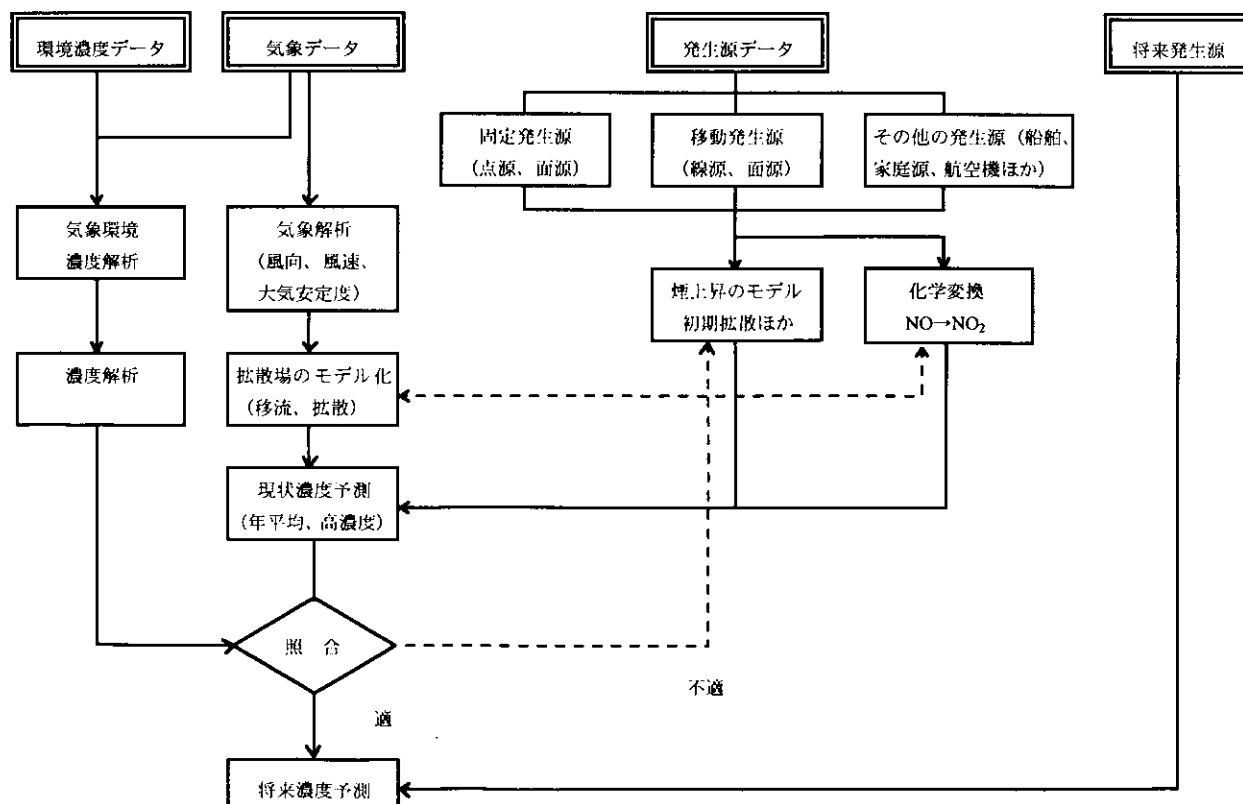 環境濃度データ
気象データ
発生源データ
将来発生源
固定発生源
(点源、面源)
移動発生源
(線源、面源)
その他の発生源(船舶、
家庭源、航空機ほか)
気象環境
濃度解析
気象解析
(風向、風速、
大気安定度)
煙上昇のモデル
初期拡散ほか
化学変換
NO→NO₂
濃度解析
拡散場のモデル化
(移流、拡散)
現状濃度予測
(年平均、高濃度)
照 合
不適
適
将来濃度予測